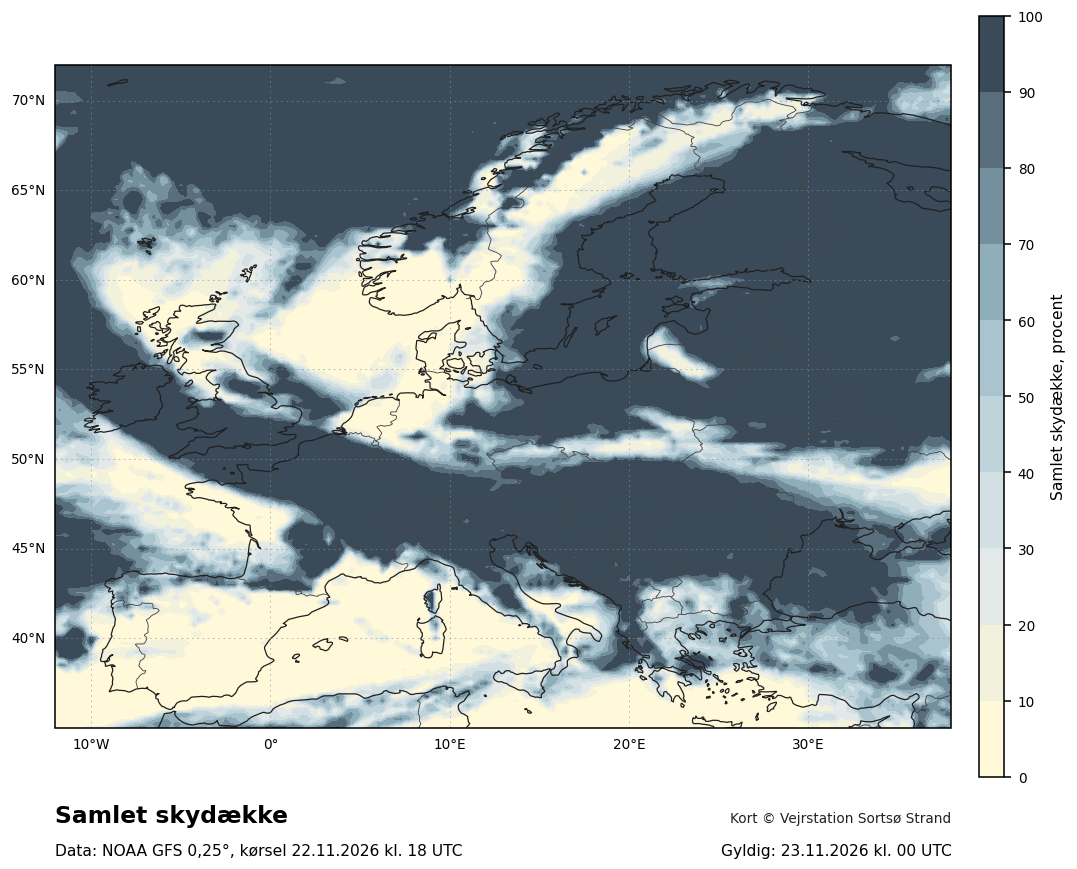 100
90
80
70
60
50
40
30
20
10
0
Samlet skydække, procent
70°N
65°N
60°N
55°N
50°N
45°N
40°N
10°W
0°
10°E
20°E
30°E
Samlet skydække
Kort © Vejrstation Sortsø Strand
Data: NOAA GFS 0,25°, kørsel 22.11.2026 kl. 18 UTC
Gyldig: 23.11.2026 kl. 00 UTC